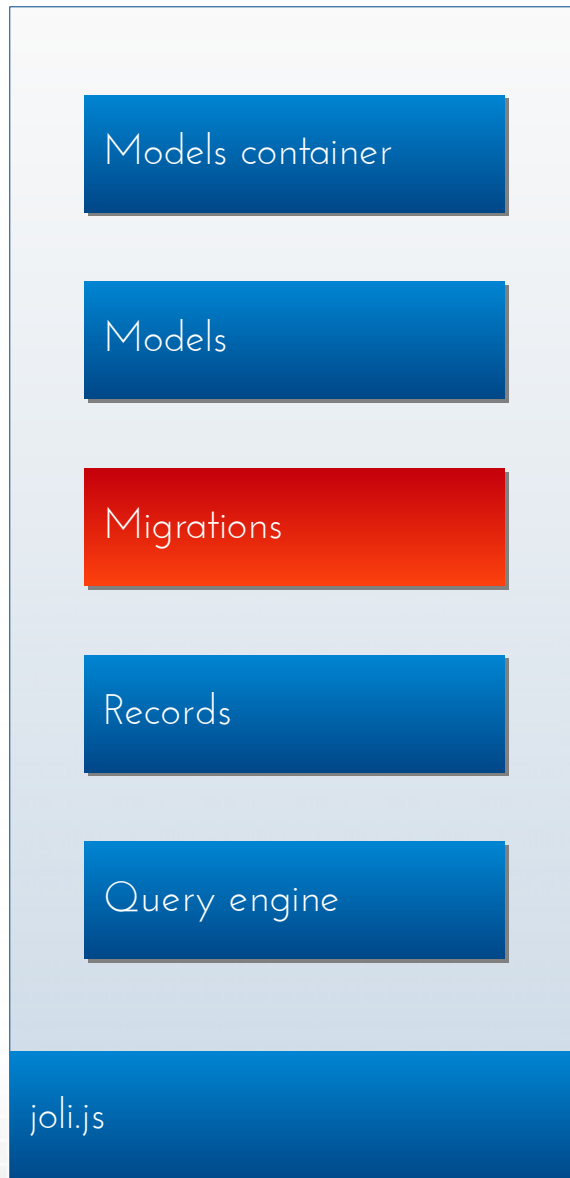 Models container
Models
Migrations
Records
Query engine
joli.js